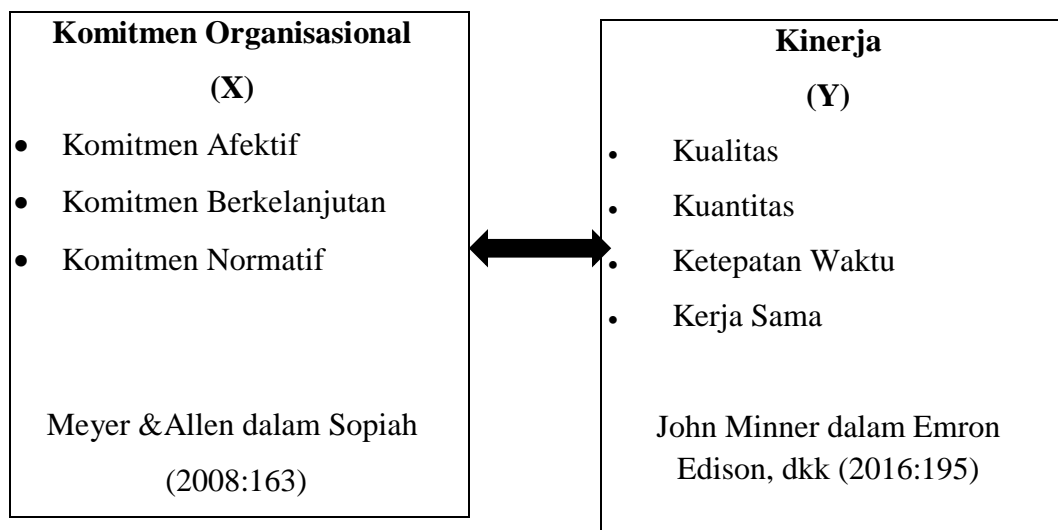 Komitmen Organisasional
(X)
• Komitmen Afektif
• Komitmen Berkelanjutan
• Komitmen Normatif
Meyer &Allen dalam Sopiah
(2008:163)
Kinerja
(Y)
• Kualitas
• Kuantitas
• Ketepatan Waktu
• Kerja Sama
John Minner dalam Emron
Edison, dkk (2016:195)